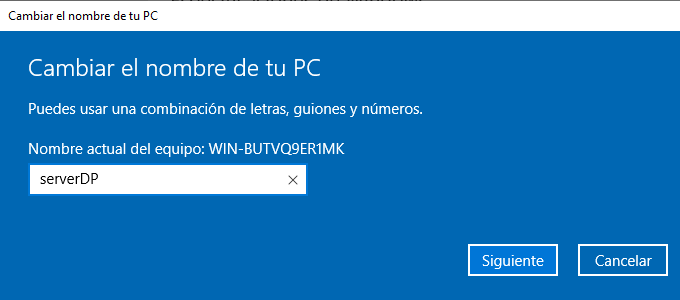 Cambiar el nombre de tu PC
Cambiar el nombre de tu PC
Puedes usar una combinación de letras, guiones y números.
Nombre actual del equipo: WIN-BUTVQ9ER1MK
serverDP
Siguiente
Cancelar